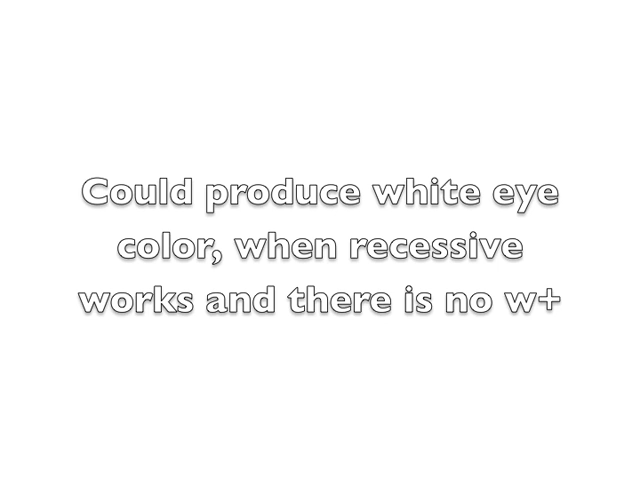 Could produce white eye
color, when recessive
works and there is no w+